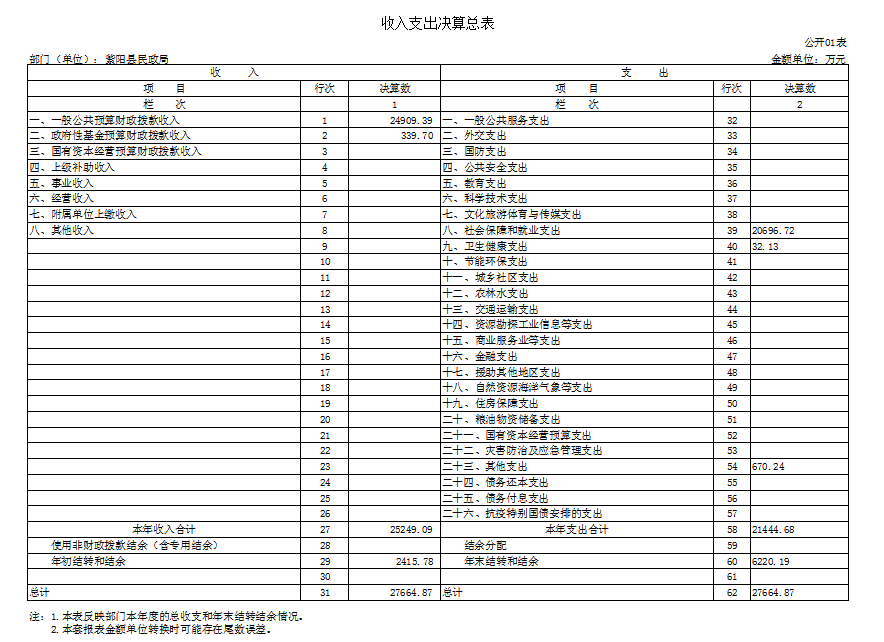 收入支出决算总表
公开01表
部门（单位）：紫阳县民政局 金额单位：万元
收 入 支 出
项 目 行次 决算数 项 目 行次 决算数
栏 次 1 栏 次 2
一、一般公共预算财政拨款收入 1 24909.39 一、一般公共服务支出 32
二、政府性基金预算财政拨款收入 2 339.70 二、外交支出 33
三、国有资本经营预算财政拨款收入 3 三、国防支出 34
四、上级补助收入 4 四、公共安全支出 35
五、事业收入 5 五、教育支出 36
六、经营收入 6 六、科学技术支出 37
七、附属单位上缴收入 7 七、文化旅游体育与传媒支出 38
八、其他收入 8 八、社会保障和就业支出 39 20696.72
9 九、卫生健康支出 40 32.13
10 十、节能环保支出 41
11 十一、城乡社区支出 42
12 十二、农林水支出 43
13 十三、交通运输支出 44
14 十四、资源勘探工业信息等支出 45
15 十五、商业服务业等支出 46
16 十六、金融支出 47
17 十七、援助其他地区支出 48
18 十八、自然资源海洋气象等支出 49
19 十九、住房保障支出 50
20 二十、粮油物资储备支出 51
21 二十一、国有资本经营预算支出 52
22 二十二、灾害防治及应急管理支出 53
23 二十三、其他支出 54 670.24
24 二十四、债务还本支出 55
25 二十五、债务付息支出 56
26 二十六、抗疫特别国债安排的支出 57
本年收入合计 27 25249.09 本年支出合计 58 21444.68
使用非财政拨款结余（含专用结余） 28 结余分配 59
年初结转和结余 29 2415.78 年末结转和结余 60 6220.19
30 61
总计 31 27664.87 总计 62 27664.87
注：1.本表反映部门本年度的总收支和年末结转结余情况。
2.本套报表金额单位转换时可能存在尾数误差。